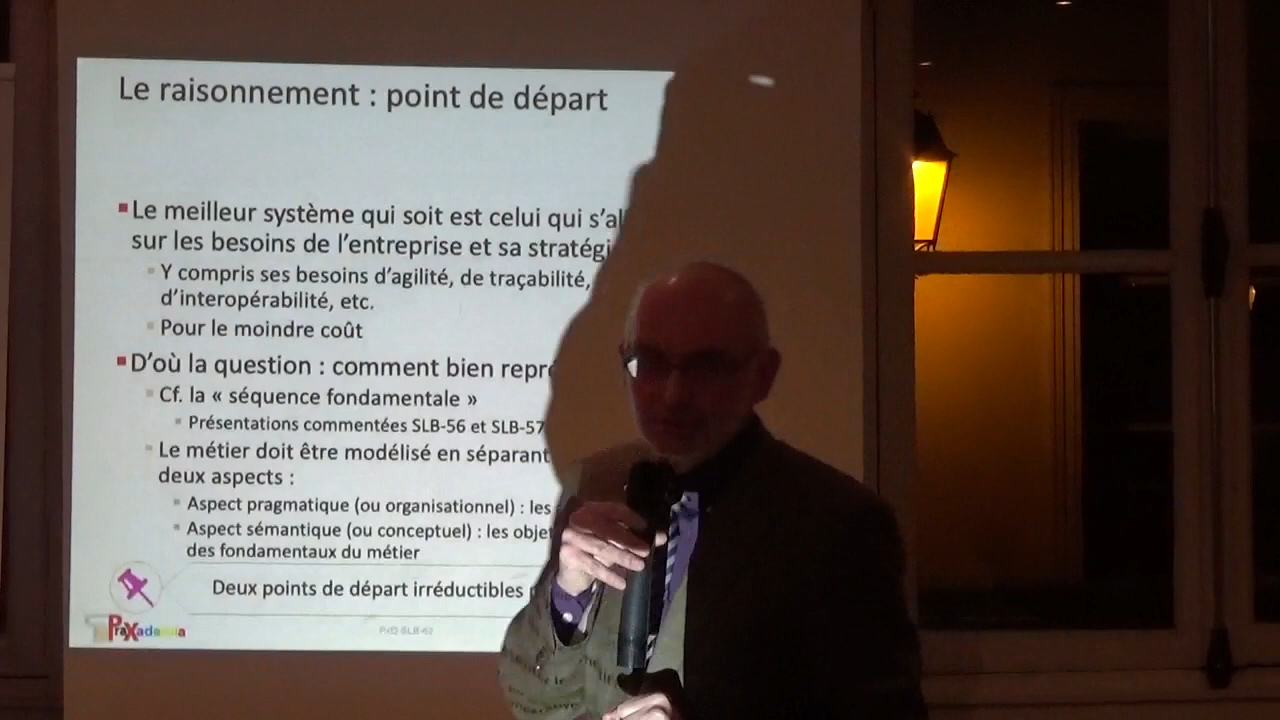 Le raisonnement : point de départ
Le meilleur système qui soit est celui qui s'al
sur les besoins de l'entreprise et sa stratégi
Y compris ses besoins d'agilité, de traçabilité,
d'interopérabilité, etc.
Pour le moindre coût
D'où la question : comment bien repré
Cf. la « séquence fondamentale »
Présentations commentées SLB-56 et SLB-57
Le métier doit être modélisé en séparant
deux aspects :
Aspect pragmatique (ou organisationnel) : les
Aspect sémantique (ou conceptuel) : les obje
des fondamentaux du métier
Deux points de départ irréductibles
PraXademia
PxD-SLB-62